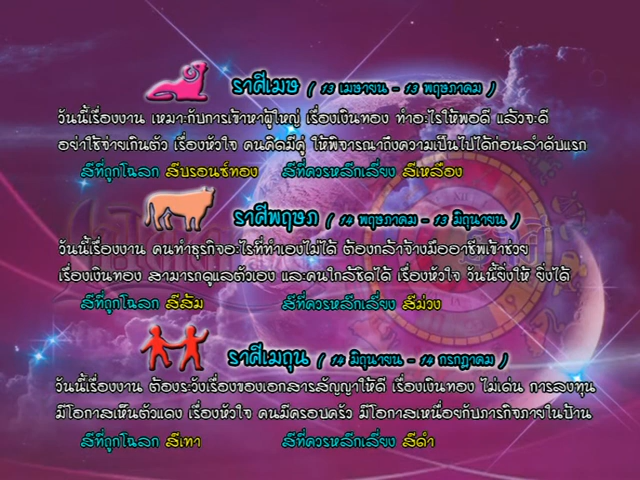 ราศีเมษ ( 13 เมษายน - 13 พฤษภาคม )
วันนี้เรื่องงาน เหมาะกับการเข้าหาผู้ใหญ่ เรื่องเงินทอง ทำอะไรให้พอดี แล้วจะดี
อย่าใช้จ่ายเกินตัว เรื่องหัวใจ คนคิดมีคู่ ให้พิจารณาถึงความเป็นไปได้ก่อนลำดับแรก
สีที่ถูกโฉลก สีบรอนซ์ทอง สีที่ควรหลีกเลี่ยง สีเหลือง
ราศีพฤษภ ( 14 พฤษภาคม - 13 มิถุนายน )
วันนี้เรื่องงาน คนทำธุรกิจอะไรที่ทำเองไม่ได้ ต้องกล้าจ้างมืออาชีพเข้าช่วย
เรื่องเงินทอง สามารถดูแลตัวเอง และคนใกล้ชิดได้ เรื่องหัวใจ วันนี้ยิ่งให้ ยิ่งได้
สีที่ถูกโฉลก สีส้ม สีที่ควรหลีกเลี่ยง สีม่วง
ราศีเมถุน ( 14 มิถุนายน - 14 กรกฎาคม )
วันนี้เรื่องงาน ต้องระวังเรื่องของเอกสารสัญญาให้ดี เรื่องเงินทอง ไม่เด่น การลงทุน
มีโอกาสเห็นตัวแดง เรื่องหัวใจ คนมีครอบครัว มีโอกาสเหนื่อยกับภารกิจภายในบ้าน
สีที่ถูกโฉลก สีเทา สีที่ควรหลีกเลี่ยง สีดำ